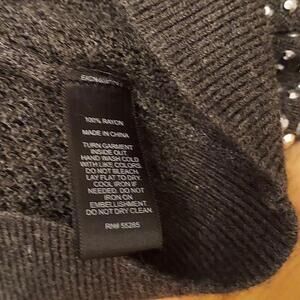 100% RAYON
MADE IN CHINA
TURN GARMENT
INSIDE OUT
HAND WASH COLD
WITH LIKE COLORS.
DO NOT BLEACH.
LAY FLAT TO DRY.
COOL IRON IF
NEEDED. DO NOT
IRON ON
EMBELLISHMENT.
DO NOT DRY CLEAN.
RN# 55285